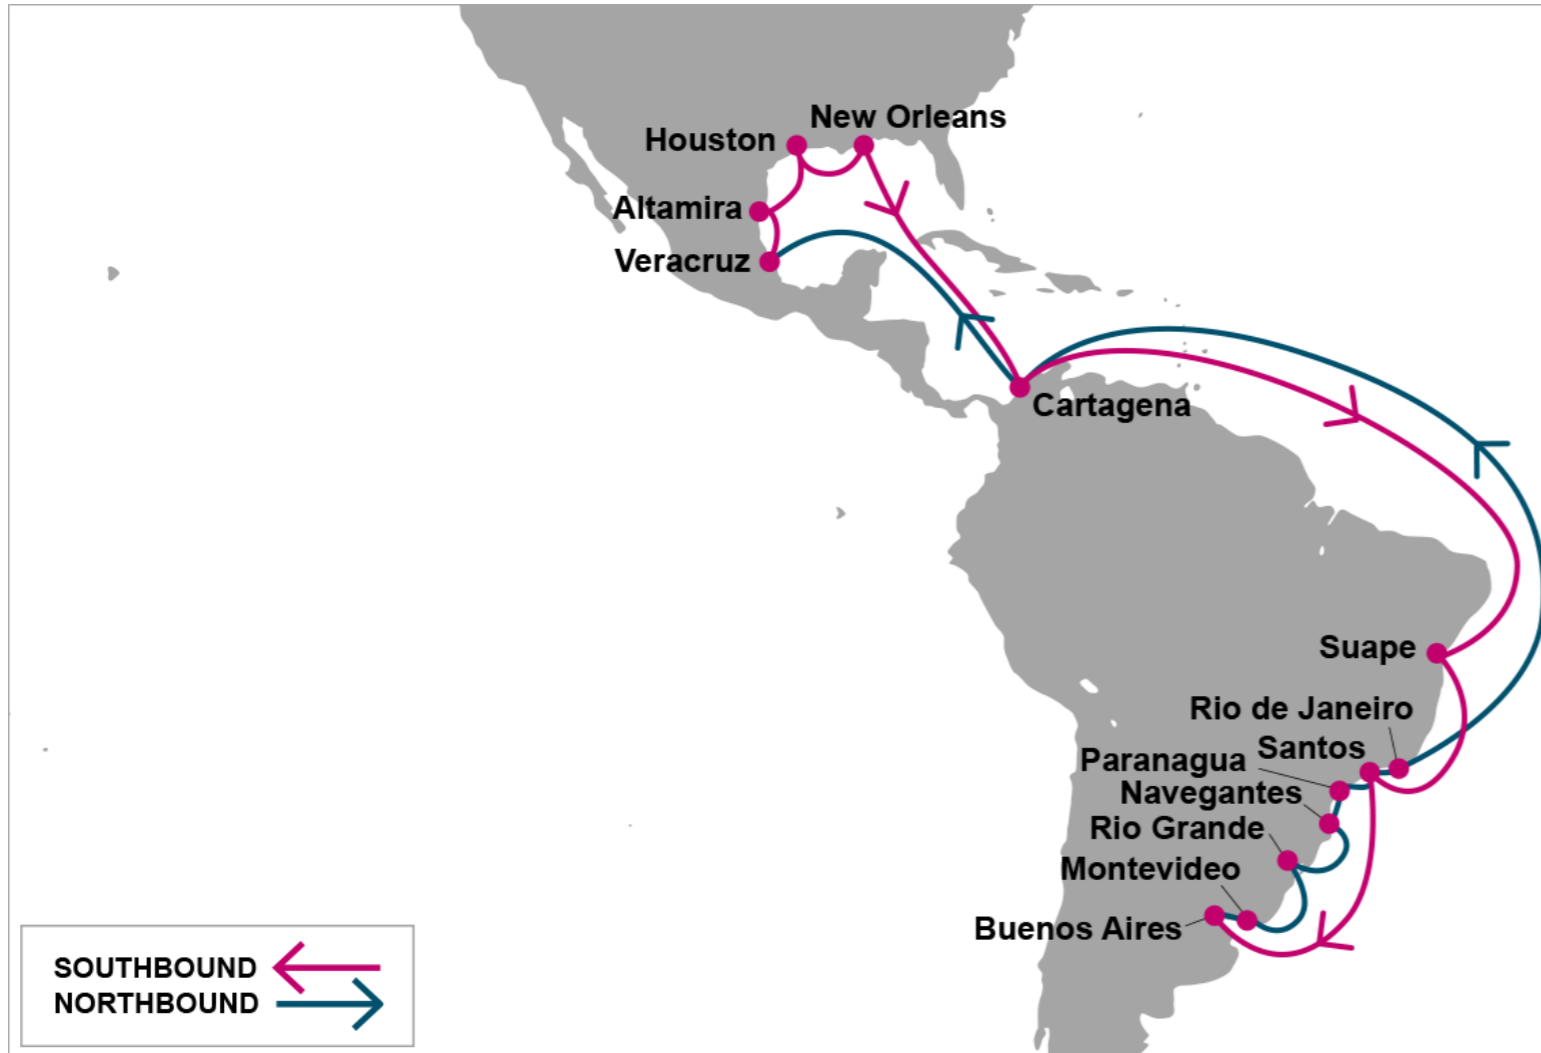 New Orleans
Houston
Altamira
Veracruz
Cartagena
Suape
Rio de Janeiro
Santos
Paranagua
Navegantes
Rio Grande
Montevideo
Buenos Aires
SOUTHBOUND
NORTHBOUND